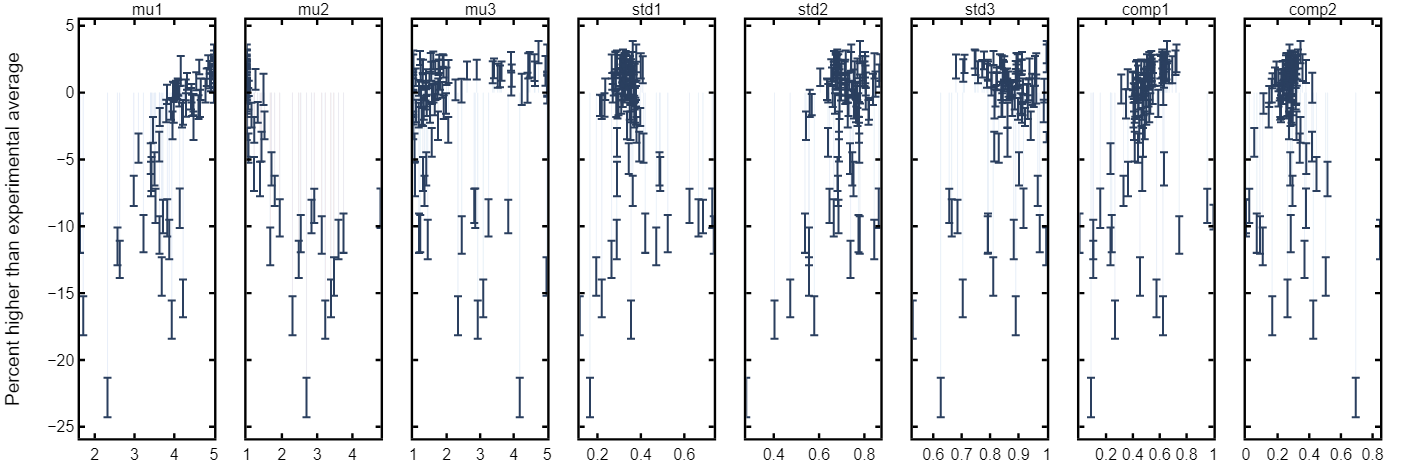 mu1 mu2 mu3 std1 std2 std3 comp1 comp2
Percent higher than experimental average
5
0
−5
−10
−15
−20
−25
2 3 4 5 1 2 3 4 1 2 3 4 5 0.2 0.4 0.6 0.4 0.6 0.8 0.6 0.7 0.8 0.9 1 0.2 0.4 0.6 0.8 1 0 0.2 0.4 0.6 0.8